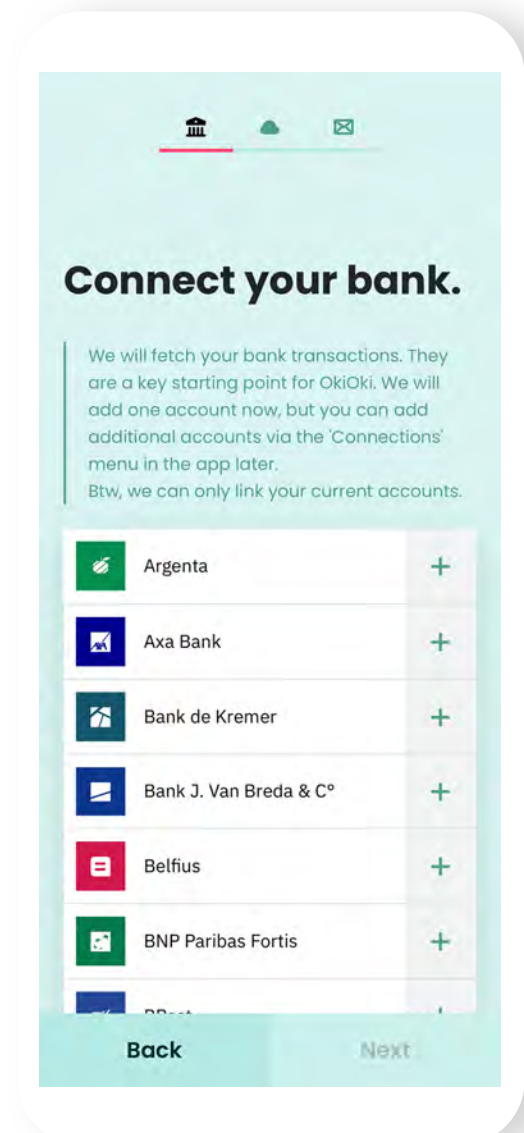 Connect your bank.
We will fetch your bank transactions. They
are a key starting point for OkiOki. We will
add one account now, but you can add
additional accounts via the 'Connections'
menu in the app later.
Btw, we can only link your current accounts.
Argenta
Axa Bank
Bank de Kremer
Bank J. Van Breda & C°
Belfius
BNP Paribas Fortis
Back
Next